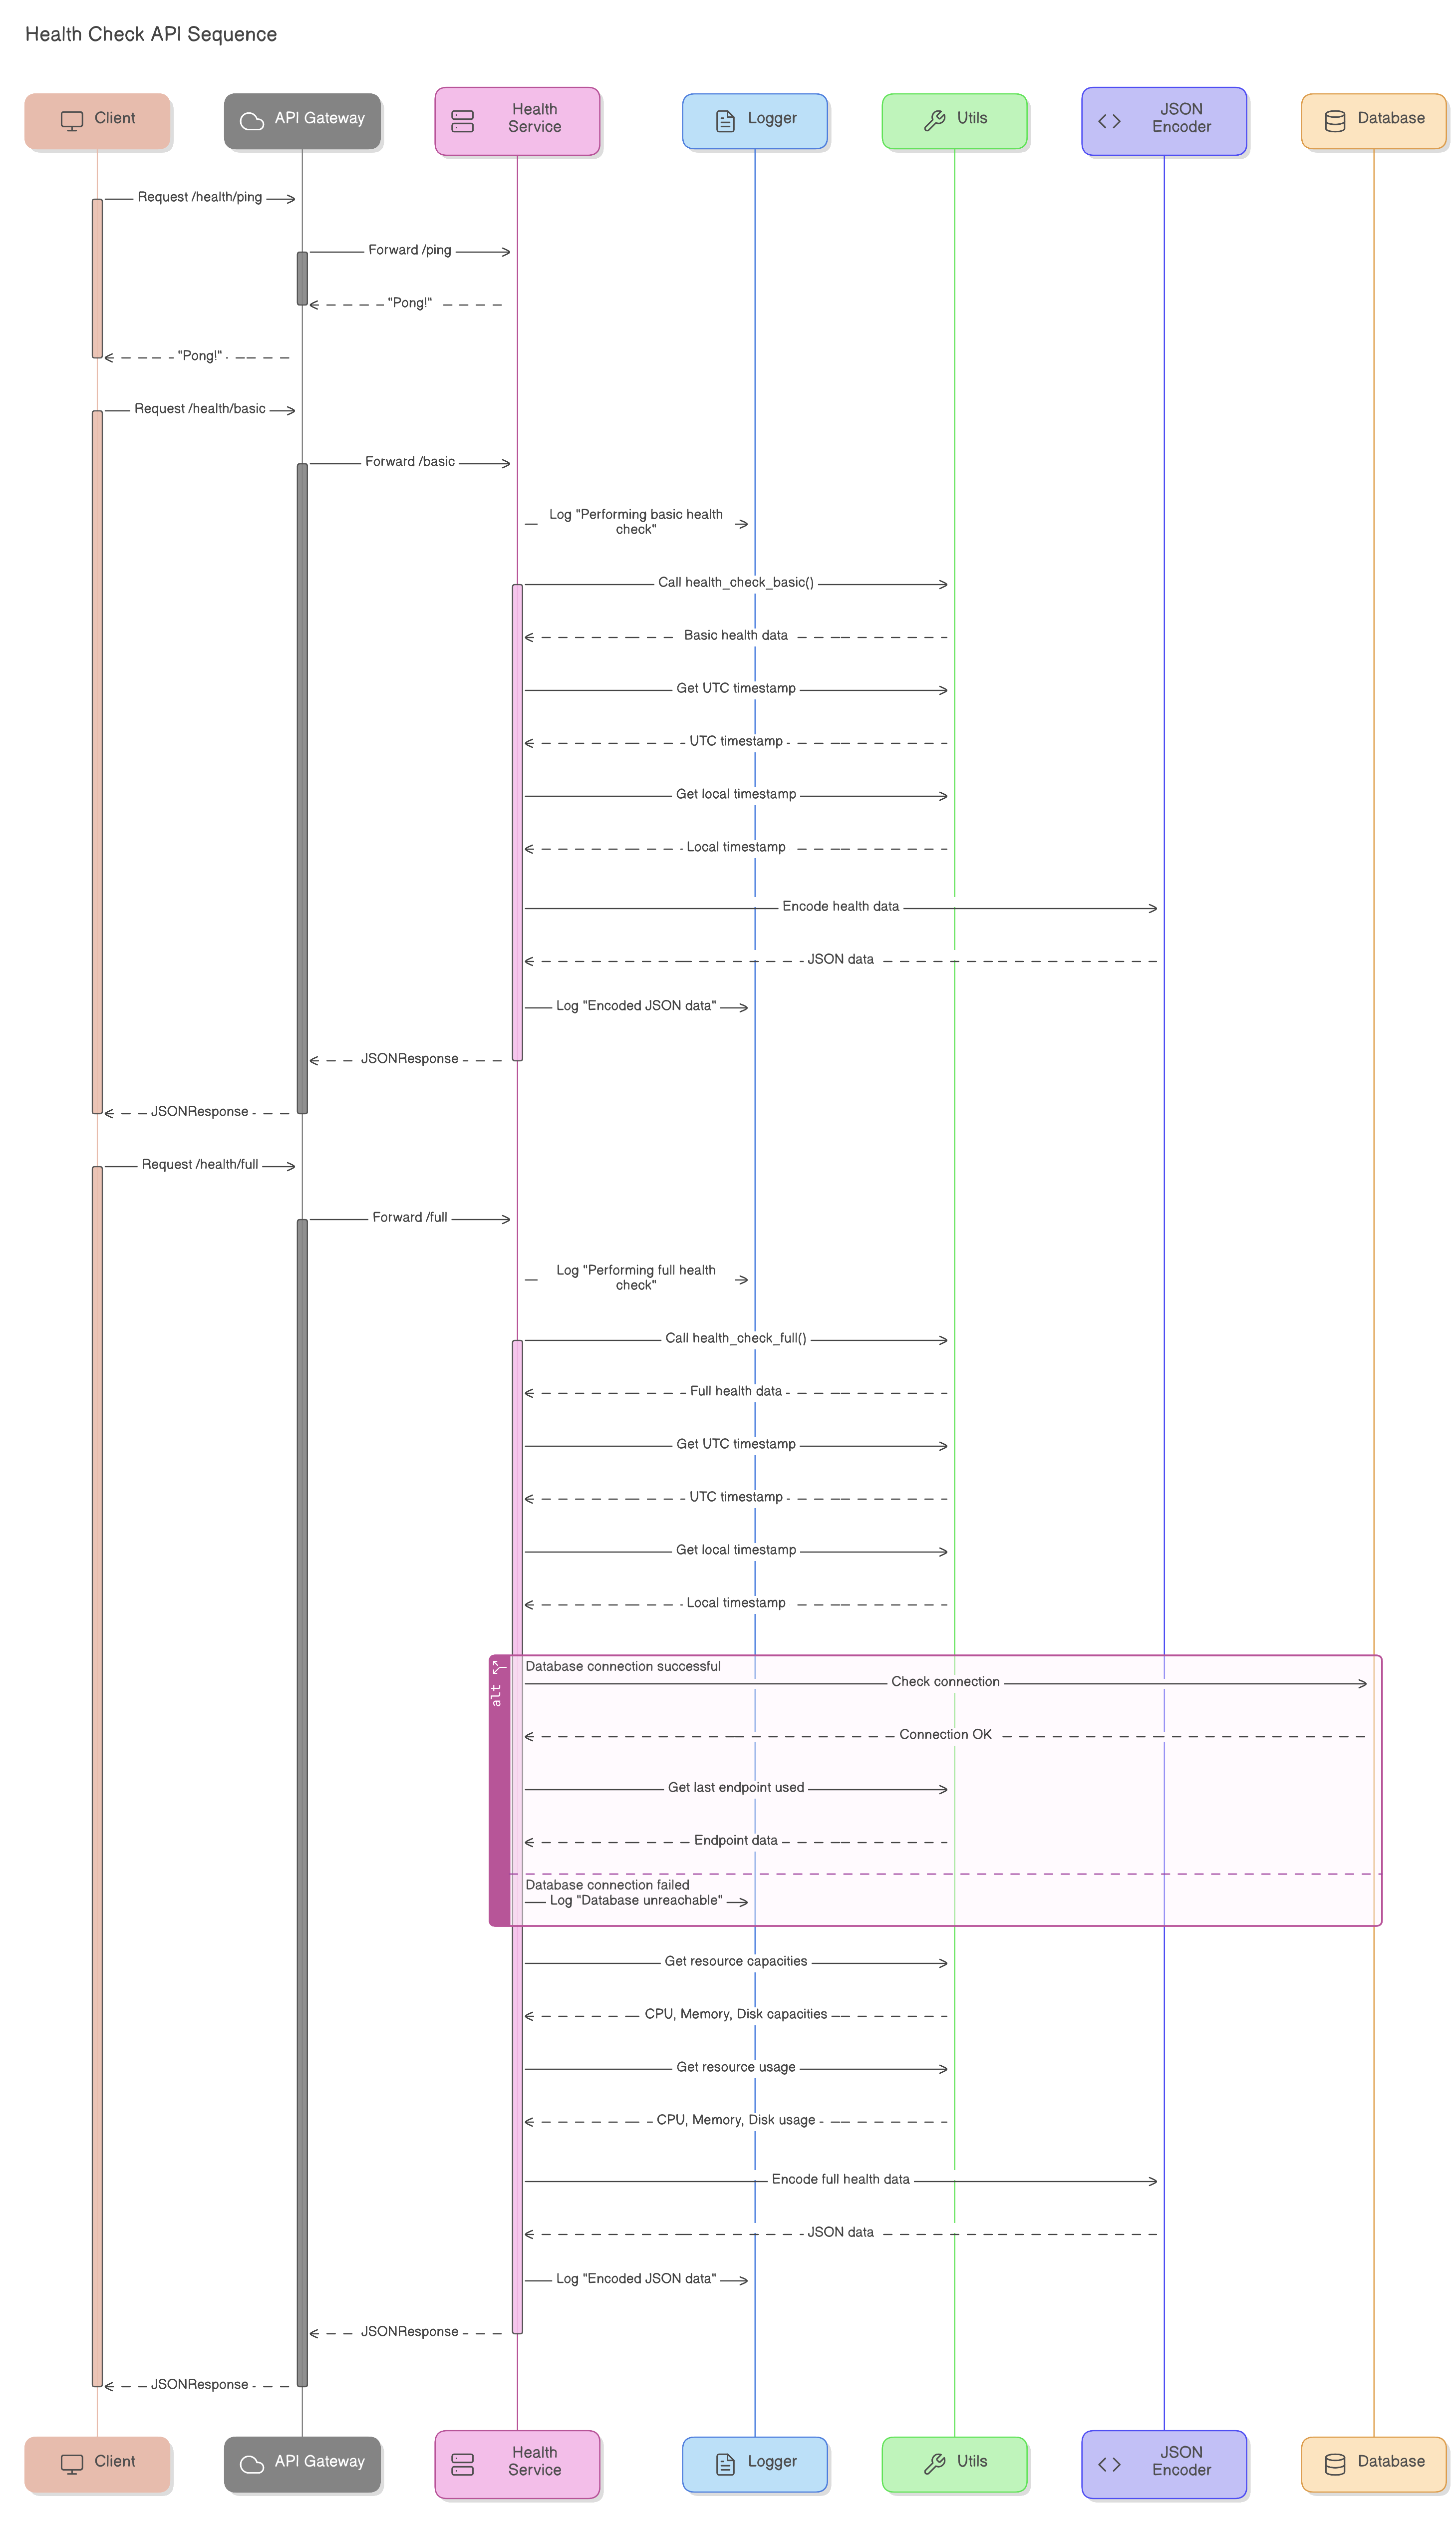 Health Check API Sequence
Client
API Gateway
Health
Service
Logger
Utils
JSON
Encoder
Database
Request /health/ping
Forward /ping
"Pong!"
"Pong!"
Request /health/basic
Forward /basic
Log "Performing basic health
check"
Call health_check_basic()
Basic health data
Get UTC timestamp
UTC timestamp
Get local timestamp
Local timestamp
Encode health data
JSON data
Log "Encoded JSON data"
JSONResponse
JSONResponse
Request /health/full
Forward /full
Log "Performing full health
check"
Call health_check_full()
Full health data
Get UTC timestamp
UTC timestamp
Get local timestamp
Local timestamp
alt
Database connection successful
Check connection
Connection OK
Get last endpoint used
Endpoint data
Database connection failed
Log "Database unreachable"
Get resource capacities
CPU, Memory, Disk capacities
Get resource usage
CPU, Memory, Disk usage
Encode full health data
JSON data
Log "Encoded JSON data"
JSONResponse
JSONResponse
Client
API Gateway
Health
Service
Logger
Utils
JSON
Encoder
Database